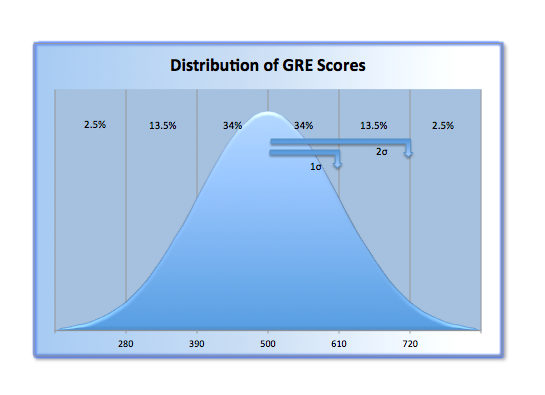 Distribution of GRE Scores
2.5% 13.5% 34% 34% 13.5% 2.5%
2σ
1σ
280 390 500 610 720